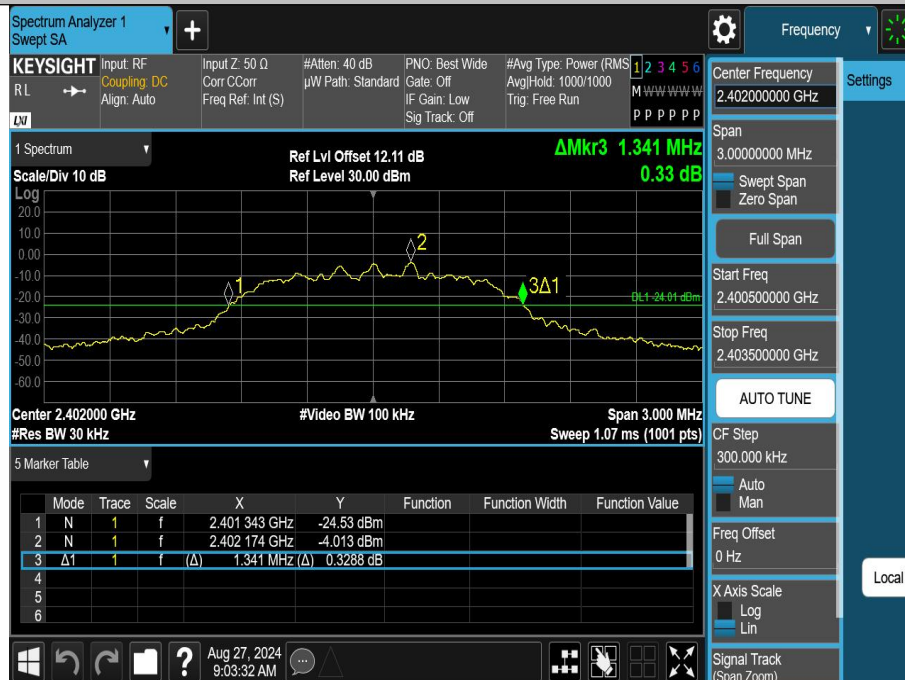 Spectrum Analyzer 1
Swept SA
Frequency
KEYSIGHT
RL
LXI
Input: RF
Coupling: DC
Align: Auto
Input Z: 50 Ω
Corr CCorr
Freq Ref: Int (S)
#Atten: 40 dB
µW Path: Standard
PNO: Best Wide
Gate: Off
IF Gain: Low
Sig Track: Off
#Avg Type: Power (RMS
Avg|Hold: 1000/1000
Trig: Free Run
1 2 3 4 5 6
M W W W W W
P P P P P P
1 Spectrum
Scale/Div 10 dB
Ref Lvl Offset 12.11 dB
Ref Level 30.00 dBm
ΔMkr3 1.341 MHz
0.33 dB
Log
20.0
10.0
0.00
-10.0
-20.0
-30.0
-40.0
-50.0
-60.0
1
2
3Δ1
DL1 -24.01 dBm
Center 2.402000 GHz
#Video BW 100 kHz
Span 3.000 MHz
#Res BW 30 kHz
Sweep 1.07 ms (1001 pts)
5 Marker Table
Mode Trace Scale X Y Function Function Width Function Value
1 N 1 f 2.401 343 GHz -24.53 dBm
2 N 1 f 2.402 174 GHz -4.013 dBm
3 Δ1 1 f (Δ) 1.341 MHz (Δ) 0.3288 dB
4
5
6
?
Aug 27, 2024
9:03:32 AM
Center Frequency
2.402000000 GHz
Settings
Span
3.00000000 MHz
Swept Span
Zero Span
Full Span
Start Freq
2.400500000 GHz
Stop Freq
2.403500000 GHz
AUTO TUNE
CF Step
300.000 kHz
Auto
Man
Freq Offset
0 Hz
Local
X Axis Scale
Log
Lin
Signal Track
(Span Zoom)